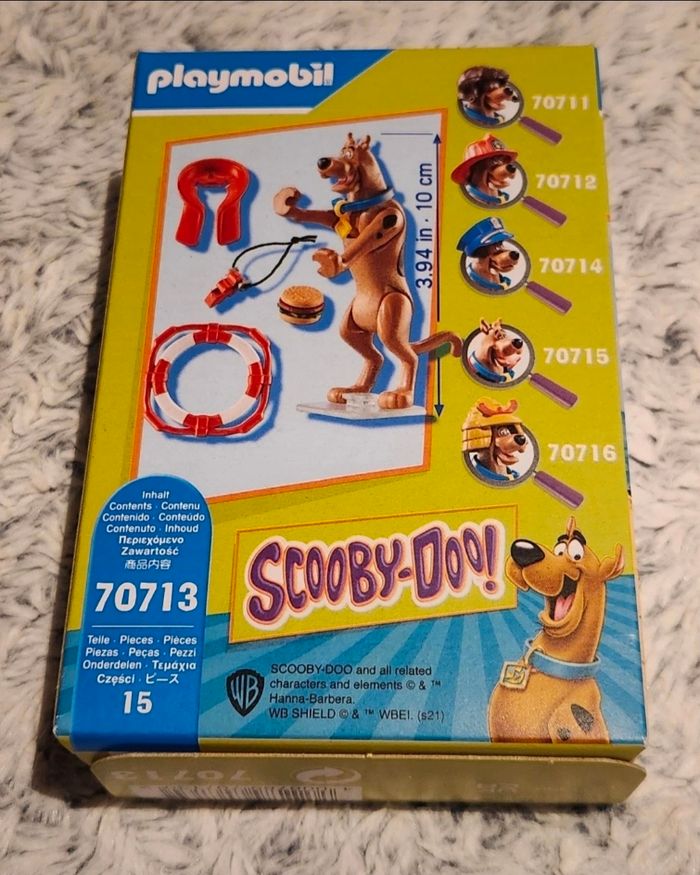 playmobil
70711
70712
70714
70715
70716
3.94 in · 10 cm
Inhalt
Contents · Contenu
Contenido · Conteúdo
Contenuto · Inhoud
Περιεχόμενο
Zawartość
商品内容
70713
Teile · Pieces · Pièces
Piezas · Peças · Pezzi
Onderdelen · Τεμάχια
Części · ピース
15
SCOOBY-DOO!
WB
SCOOBY-DOO and all related
characters and elements © & ™
Hanna-Barbera.
WB SHIELD © & ™ WBEI. (s21)
70713